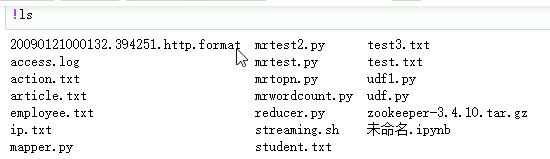 !ls
20090121000132.394251.http.format mrtest2.py test3.txt
access.log mrtest.py test.txt
action.txt mrtopn.py udf1.py
article.txt mrwordcount.py udf.py
employee.txt reducer.py zookeeper-3.4.10.tar.gz
ip.txt streaming.sh 未命名.ipynb
mapper.py student.txt